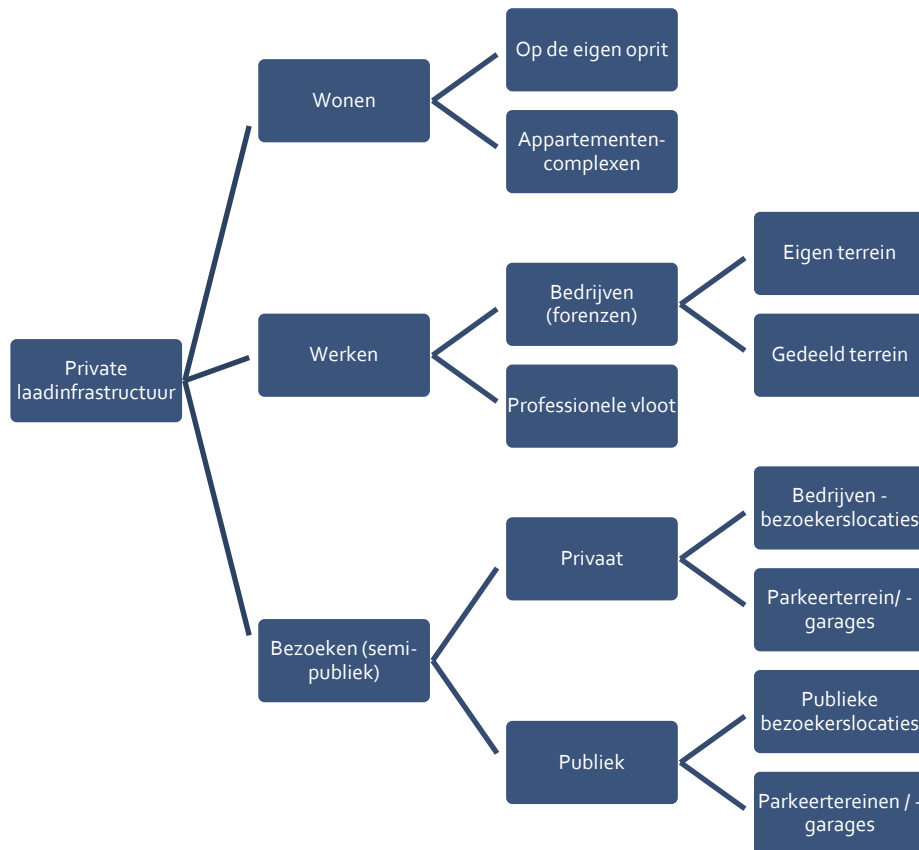 Op de eigen oprit
Wonen
Appartementen-
complexen
Eigen terrein
Bedrijven
(forenzen)
Private
laadinfrastructuur
Werken
Gedeeld terrein
Professionele vloot
Bedrijven -
bezoekerslocaties
Privaat
Parkeerterrein/ -
garages
Bezoeken (semi-
publiek)
Publieke
bezoekerslocaties
Publiek
Parkeertereinen / -
garages